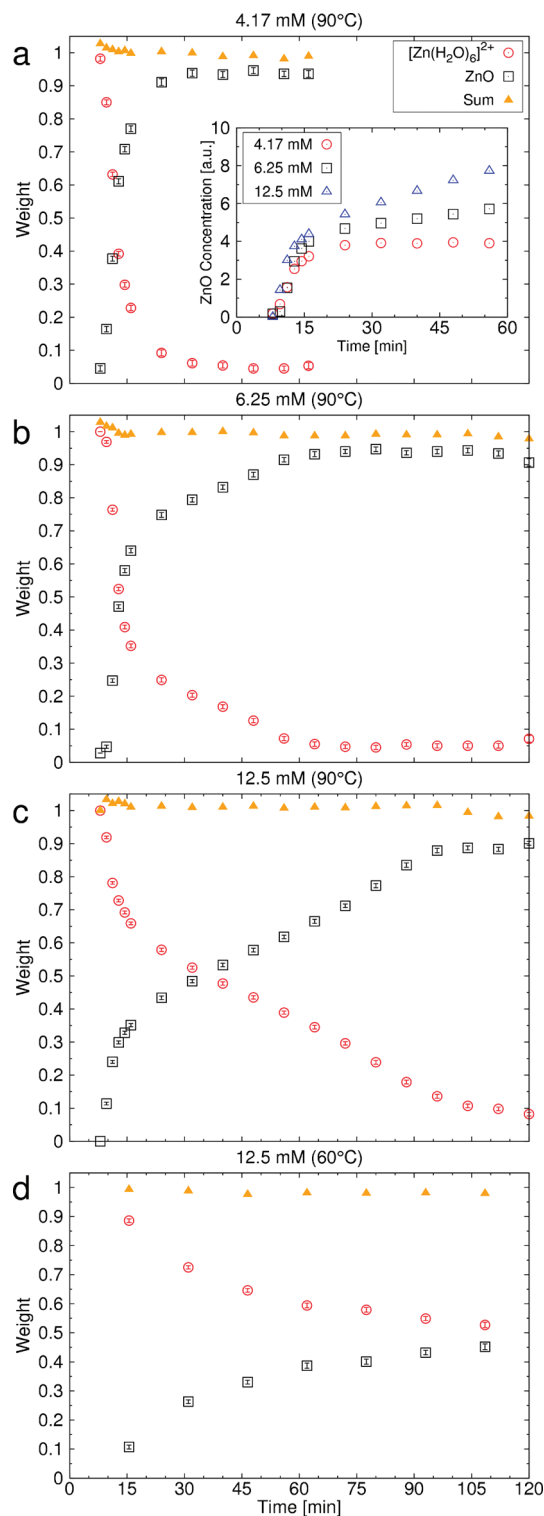 4.17 mM (90°C)
a
[Zn(H2O)6]2+
ZnO
Sum
1
0.9
0.8
0.7
0.6
0.5
0.4
0.3
0.2
0.1
0
Weight
4.17 mM
6.25 mM
12.5 mM
10
8
6
4
2
0
ZnO Concentration [a.u.]
0 15 30 45 60
Time [min]
6.25 mM (90°C)
b
1
0.9
0.8
0.7
0.6
0.5
0.4
0.3
0.2
0.1
0
Weight
12.5 mM (90°C)
c
1
0.9
0.8
0.7
0.6
0.5
0.4
0.3
0.2
0.1
0
Weight
12.5 mM (60°C)
d
1
0.9
0.8
0.7
0.6
0.5
0.4
0.3
0.2
0.1
0
Weight
0 15 30 45 60 75 90 105 120
Time [min]